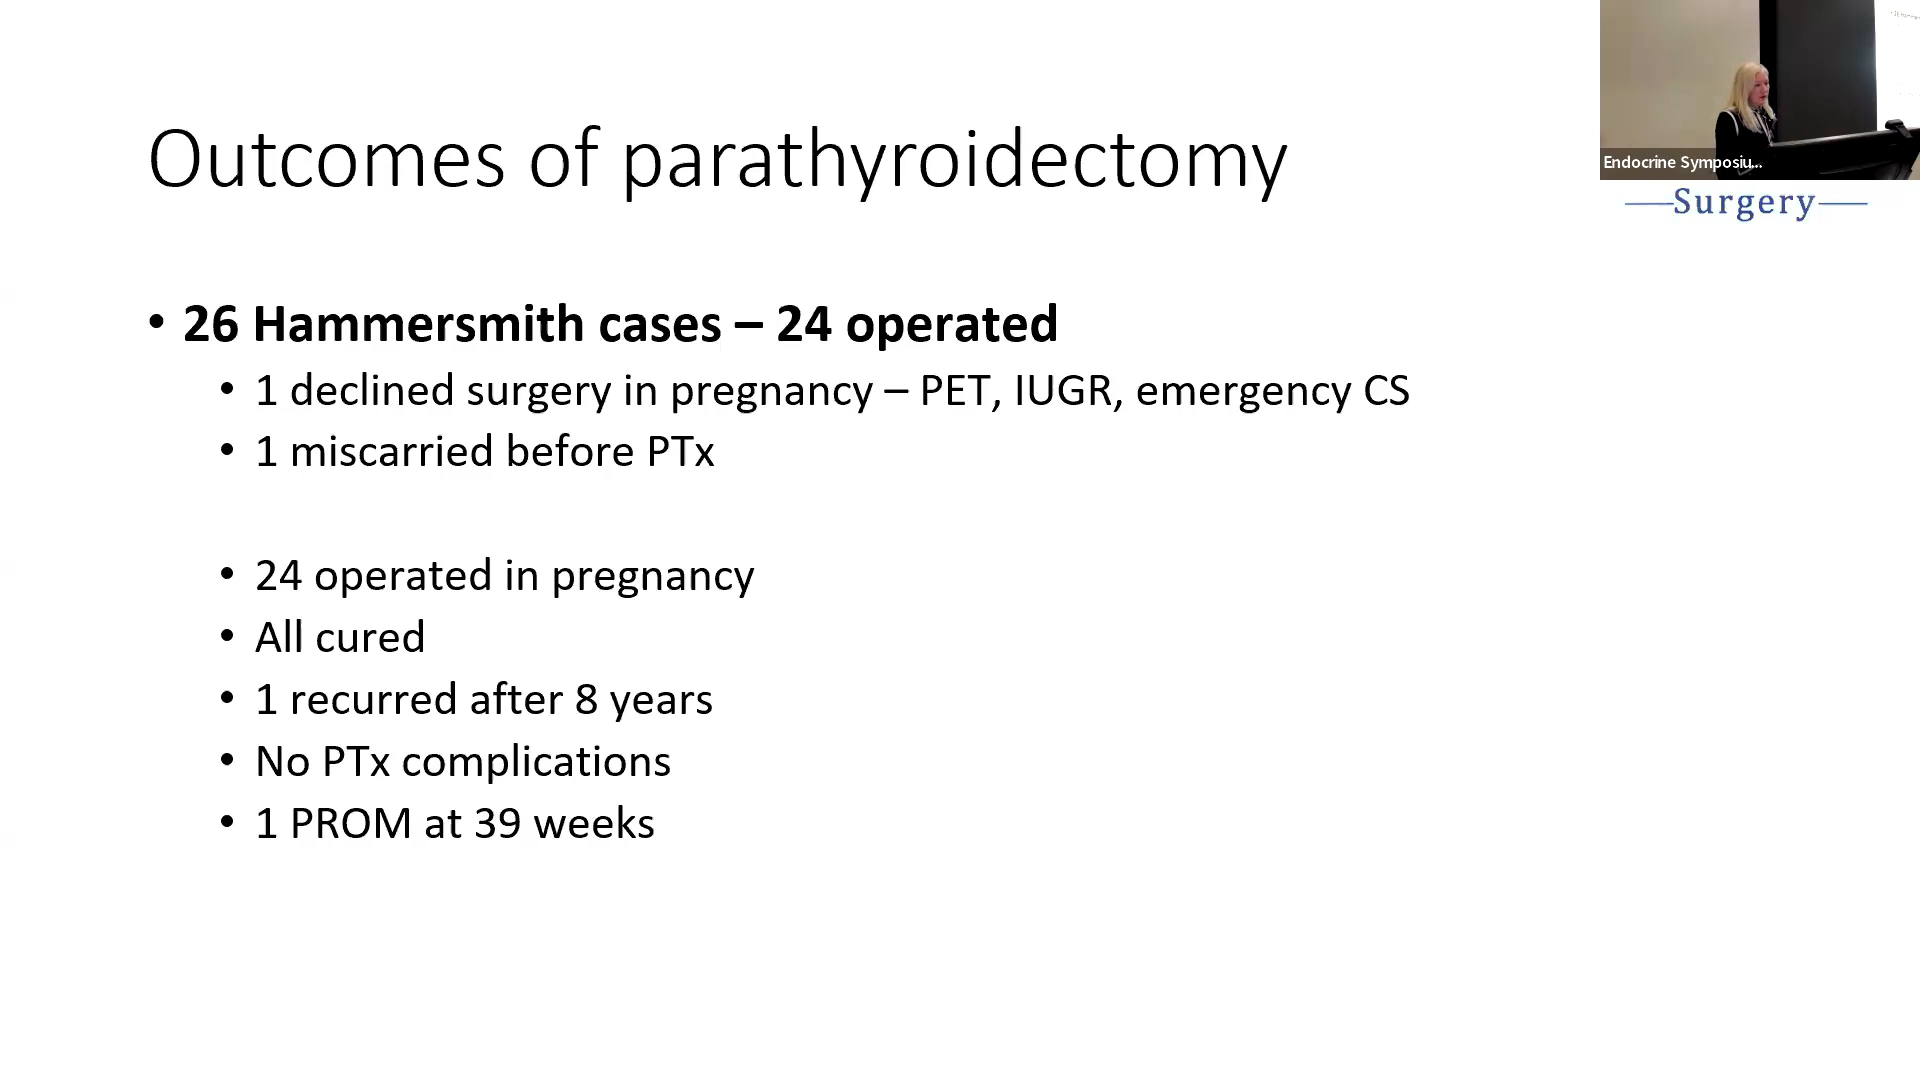 Outcomes of parathyroidectomy
Endocrine Symposiu...
Surgery
• 26 Hammersmith cases – 24 operated
• 1 declined surgery in pregnancy – PET, IUGR, emergency CS
• 1 miscarried before PTx
• 24 operated in pregnancy
• All cured
• 1 recurred after 8 years
• No PTx complications
• 1 PROM at 39 weeks